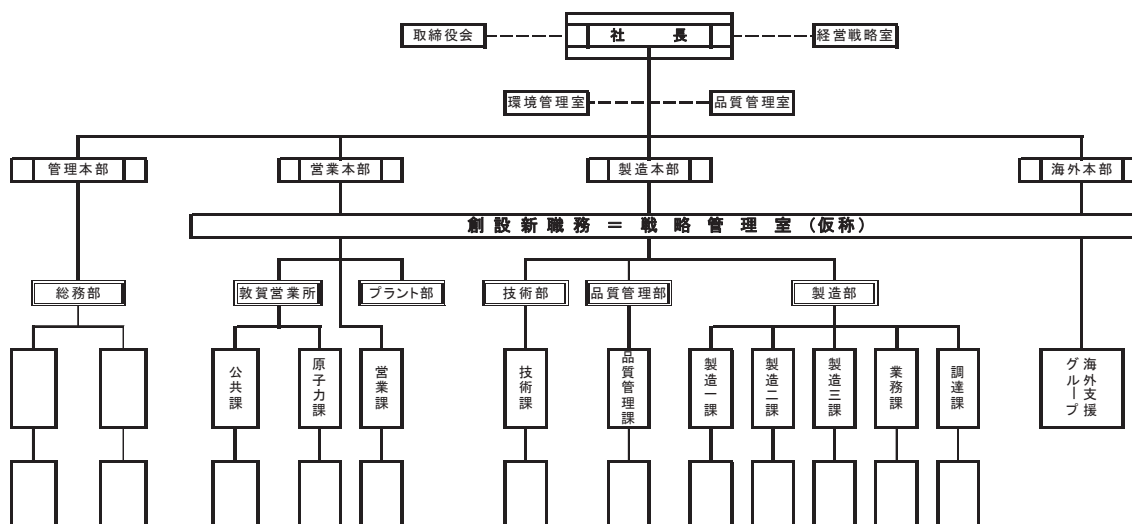 取締役会
社　　長
経営戦略室
環境管理室
品質管理室
管理本部
営業本部
製造本部
海外本部
創設新職務＝戦略管理室（仮称）
総務部
敦賀営業所
プラント部
技術部
品質管理部
製造部
公共課
原子力課
営業課
技術課
品質管理課
製造一課
製造二課
製造三課
業務課
調達課
海外支援
グループ